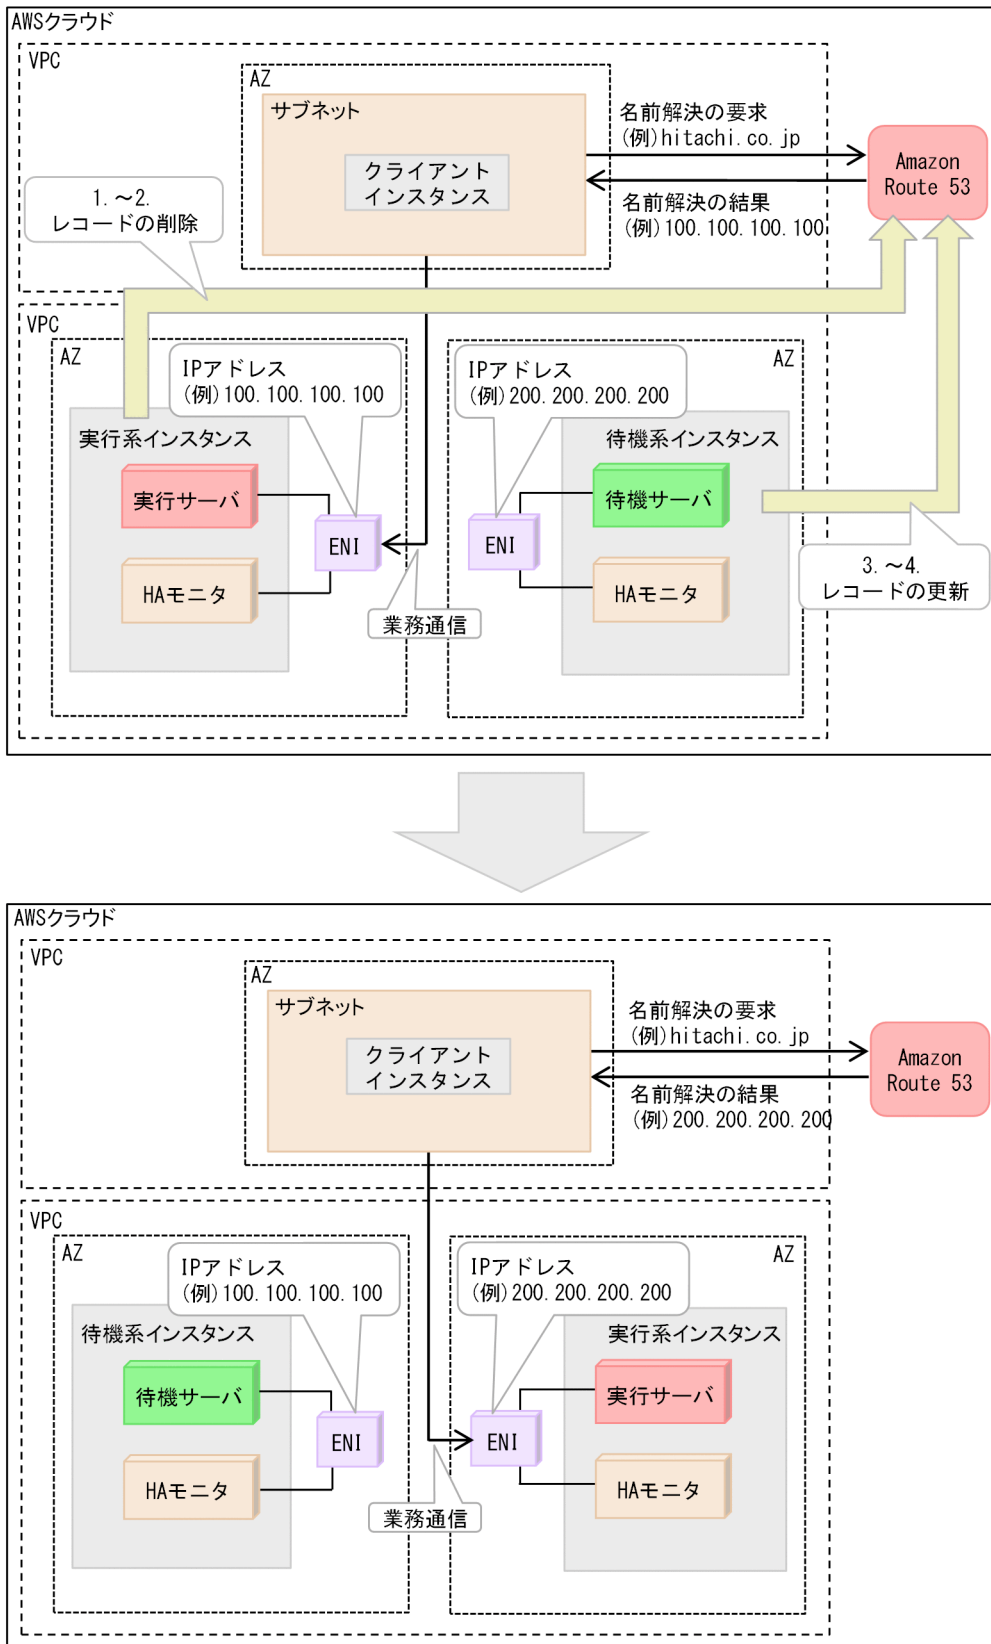 AWSクラウド
VPC
AZ
サブネット
クライアント
インスタンス
名前解決の要求
(例)hitachi.co.jp
名前解決の結果
(例)100.100.100.100
Amazon
Route 53
1.～2.
レコードの削除
VPC
AZ
IPアドレス
(例)100.100.100.100
実行系インスタンス
実行サーバ
HAモニタ
ENI
業務通信
AZ
IPアドレス
(例)200.200.200.200
待機系インスタンス
待機サーバ
HAモニタ
ENI
3.～4.
レコードの更新
AWSクラウド
VPC
AZ
サブネット
クライアント
インスタンス
名前解決の要求
(例)hitachi.co.jp
名前解決の結果
(例)200.200.200.200
Amazon
Route 53
VPC
AZ
IPアドレス
(例)100.100.100.100
待機系インスタンス
待機サーバ
HAモニタ
ENI
業務通信
AZ
IPアドレス
(例)200.200.200.200
実行系インスタンス
実行サーバ
HAモニタ
ENI